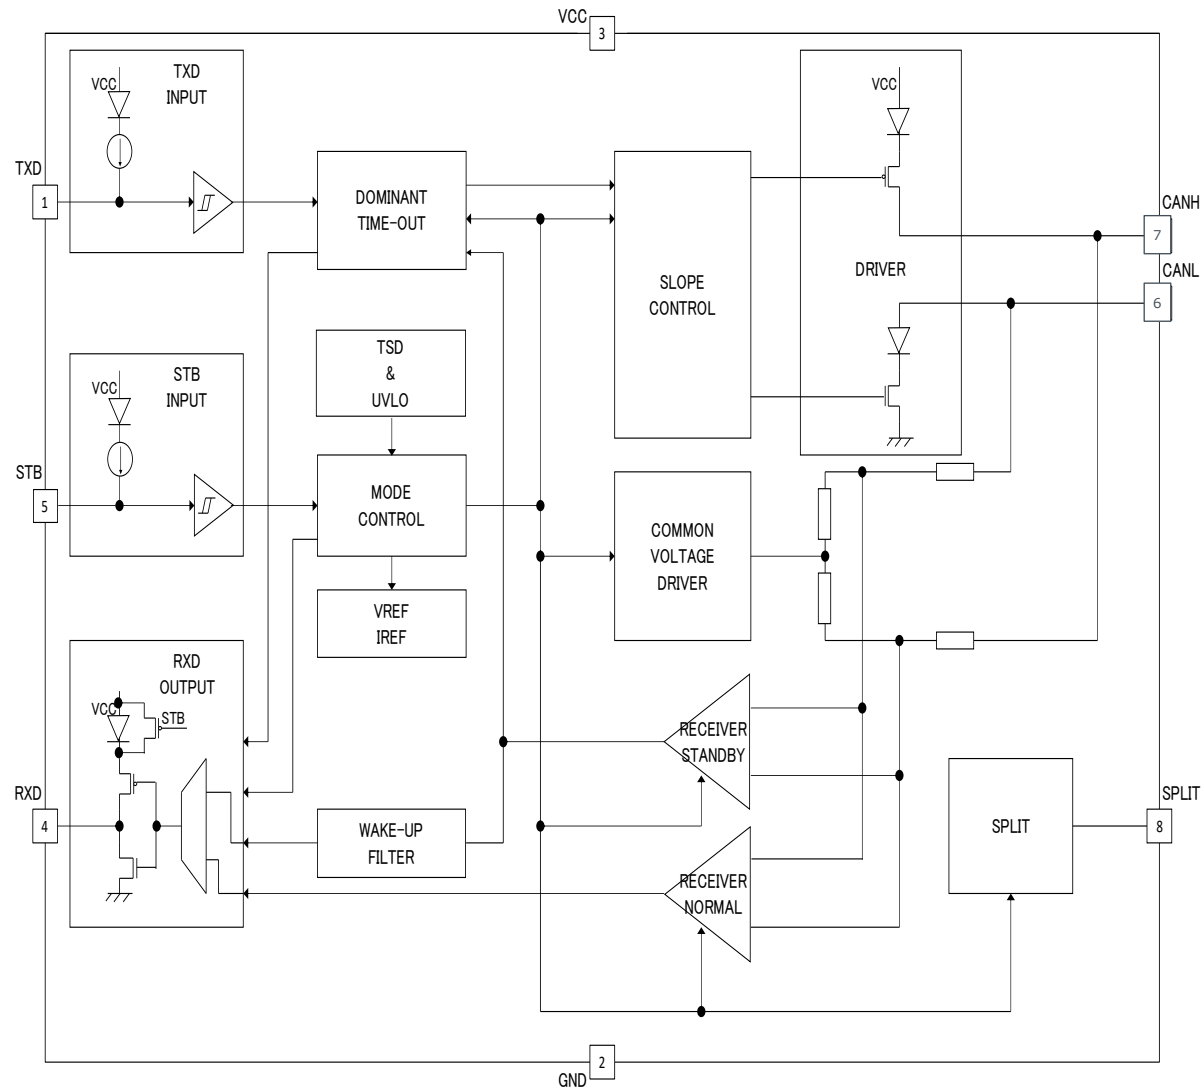 VCC
3
TXD
INPUT
VCC
TXD
1
DOMINANT
TIME-OUT
SLOPE
CONTROL
VCC
DRIVER
CANH
7
CANL
6
TSD
&
UVLO
STB
INPUT
VCC
STB
5
MODE
CONTROL
COMMON
VOLTAGE
DRIVER
VREF
IREF
RXD
OUTPUT
VCC
STB
RXD
4
RECEIVER
STANDBY
WAKE-UP
FILTER
RECEIVER
NORMAL
SPLIT
SPLIT
8
2
GND